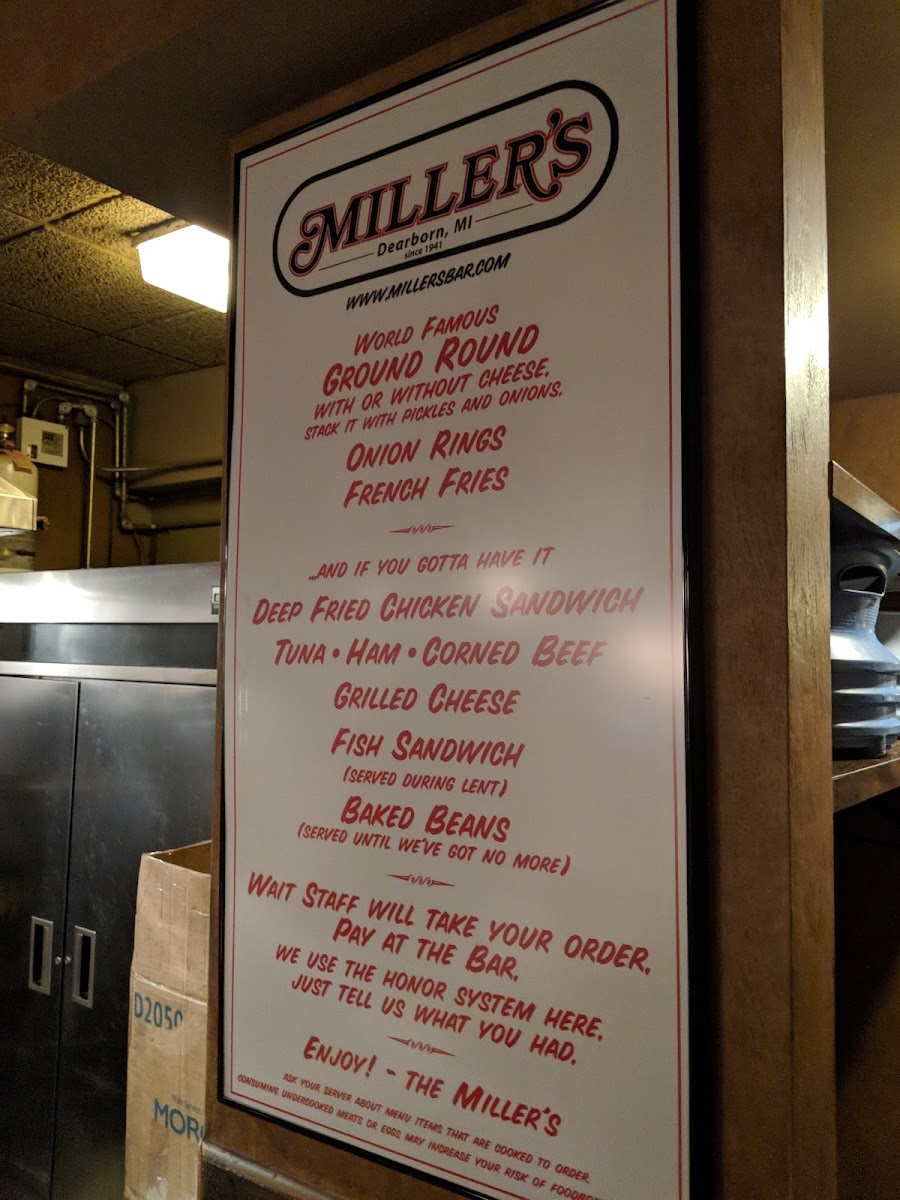 MILLER'S
Dearborn, MI
since 1941
WWW.MILLERSBAR.COM
WORLD FAMOUS
GROUND ROUND
WITH OR WITHOUT CHEESE.
STACK IT WITH PICKLES AND ONIONS.
ONION RINGS
FRENCH FRIES
...AND IF YOU GOTTA HAVE IT
DEEP FRIED CHICKEN SANDWICH
TUNA • HAM • CORNED BEEF
GRILLED CHEESE
FISH SANDWICH
(SERVED DURING LENT)
BAKED BEANS
(SERVED UNTIL WE'VE GOT NO MORE)
WAIT STAFF WILL TAKE YOUR ORDER.
PAY AT THE BAR.
WE USE THE HONOR SYSTEM HERE.
JUST TELL US WHAT YOU HAD.
ENJOY! - THE MILLER'S
ASK YOUR SERVER ABOUT MENU ITEMS THAT ARE COOKED TO ORDER.
CONSUMING UNDERCOOKED MEATS OR EGGS MAY INCREASE YOUR RISK OF
D2050
MOR